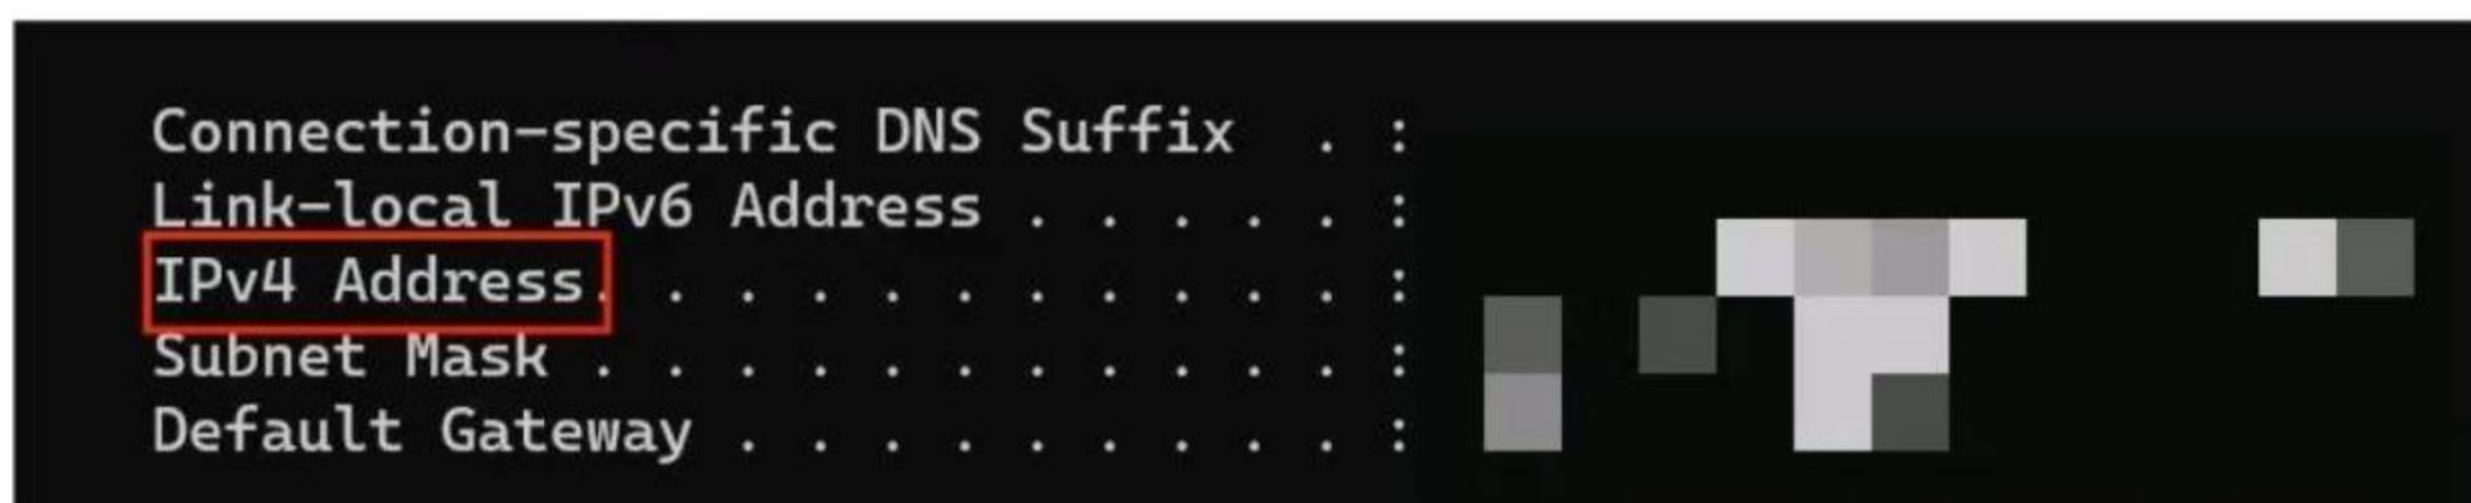 Connection-specific DNS Suffix  . :
Link-local IPv6 Address . . . . . :
IPv4 Address. . . . . . . . . . . :
Subnet Mask . . . . . . . . . . . :
Default Gateway . . . . . . . . . :